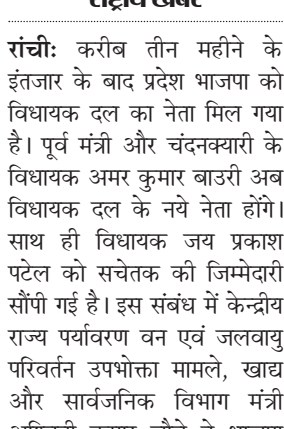 राष्ट्रीय खबर
रांचीः करीब तीन महीने के
इंतजार के बाद प्रदेश भाजपा को
विधायक दल का नेता मिल गया
है। पूर्व मंत्री और चंदनक्यारी के
विधायक अमर कुमार बाउरी अब
विधायक दल के नये नेता होंगे।
साथ ही विधायक जय प्रकाश
पटेल को सचेतक की जिम्मेदारी
सौंपी गई है। इस संबंध में केन्द्रीय
राज्य पर्यावरण वन एवं जलवायु
परिवर्तन उपभोक्ता मामले, खाद्य
और सार्वजनिक विभाग मंत्री